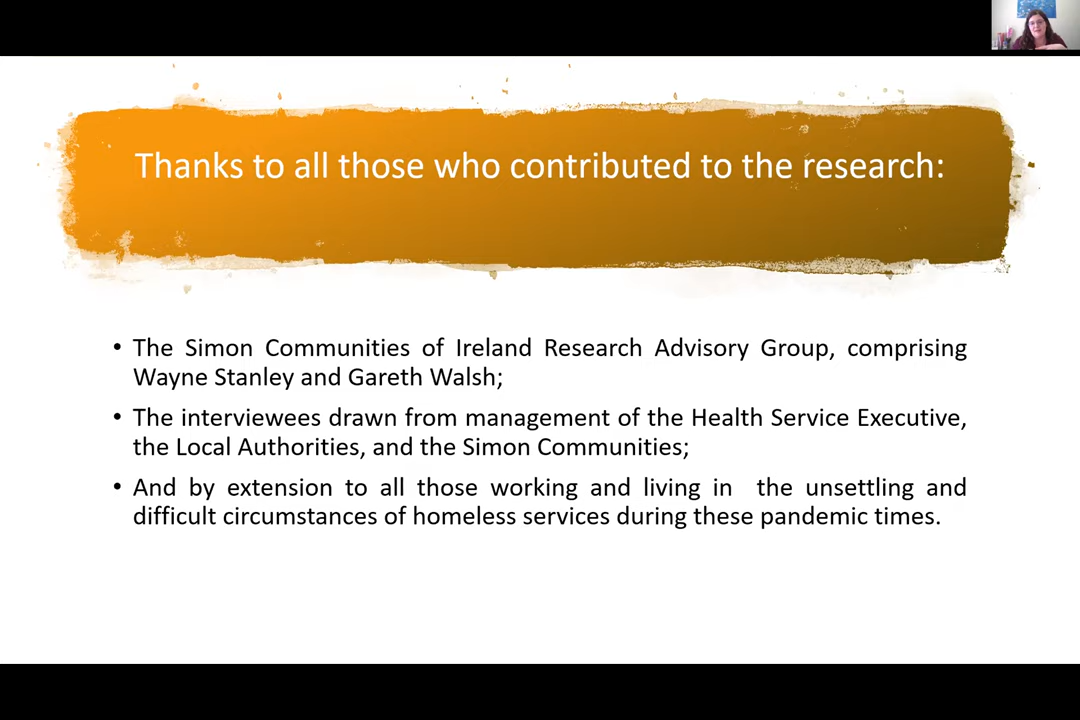 Thanks to all those who contributed to the research:
• The Simon Communities of Ireland Research Advisory Group, comprising
Wayne Stanley and Gareth Walsh;
• The interviewees drawn from management of the Health Service Executive,
the Local Authorities, and the Simon Communities;
• And by extension to all those working and living in  the unsettling and
difficult circumstances of homeless services during these pandemic times.